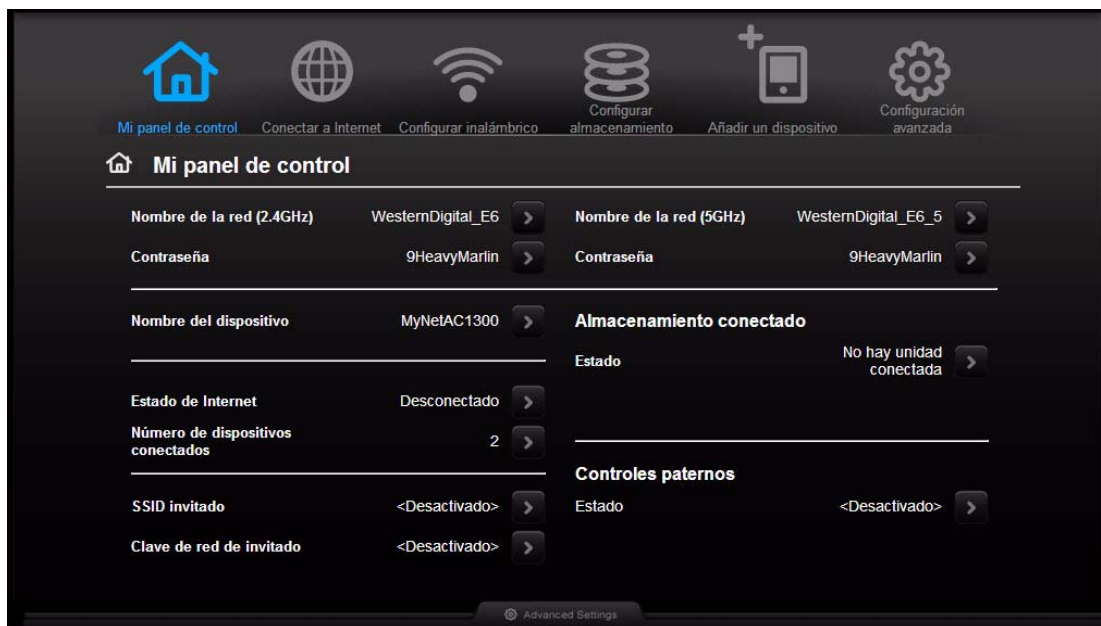 Mi panel de control
Conectar a Internet
Configurar inalámbrico
Configurar
almacenamiento
Añadir un dispositivo
Configuración
avanzada
Mi panel de control
Nombre de la red (2.4GHz) WesternDigital_E6
Nombre de la red (5GHz) WesternDigital_E6_5
Contraseña 9HeavyMarlin
Contraseña 9HeavyMarlin
Nombre del dispositivo MyNetAC1300
Almacenamiento conectado
Estado No hay unidad
conectada
Estado de Internet Desconectado
Número de dispositivos
conectados 2
Controles paternos
SSID invitado <Desactivado>
Estado <Desactivado>
Clave de red de invitado <Desactivado>
Advanced Settings